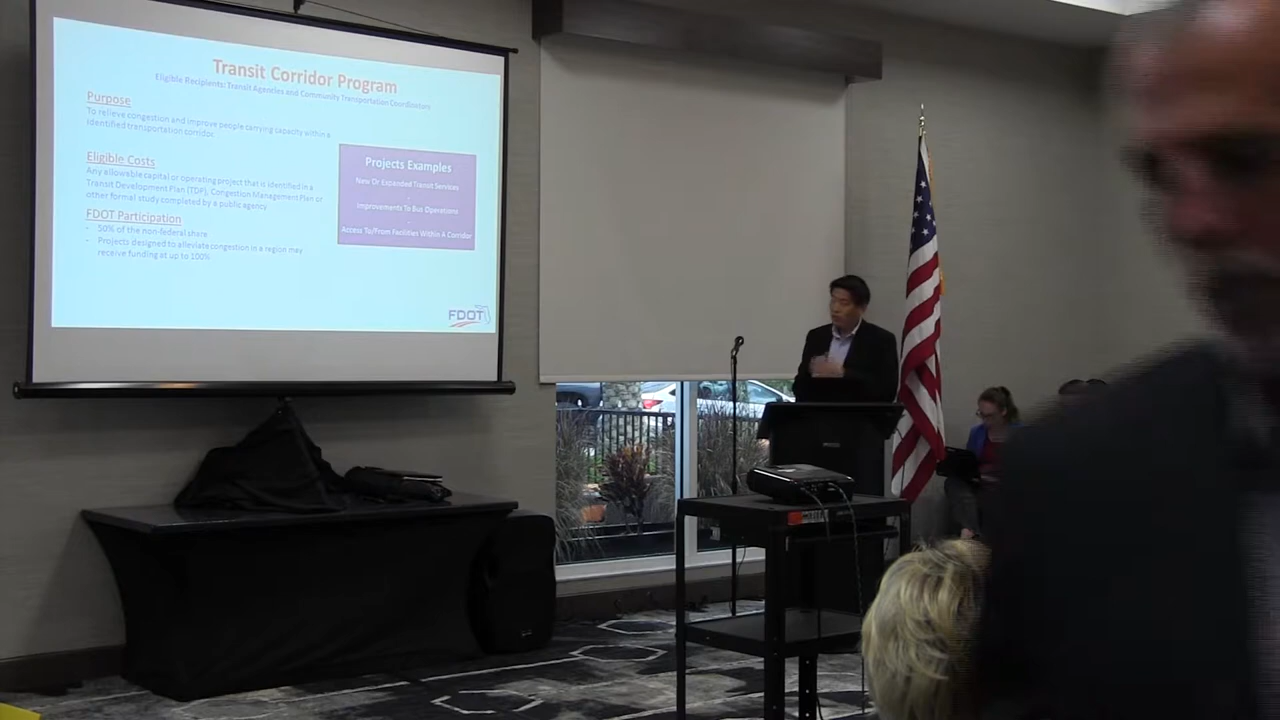 Transit Corridor Program
Eligible Recipients: Transit Agencies and Community Transportation Coordinators
Purpose
To relieve congestion and improve people carrying capacity within a
identified transportation corridor.
Eligible Costs
Any allowable capital or operating project that is identified in a
Transit Development Plan (TDP), Congestion Management Plan or
other formal study completed by a public agency
FDOT Participation
- 50% of the non-federal share
- Projects designed to alleviate congestion in a region may
receive funding at up to 100%
Projects Examples
New Or Expanded Transit Services
-
Improvements To Bus Operations
-
Access To/From Facilities Within A Corridor
FDOT